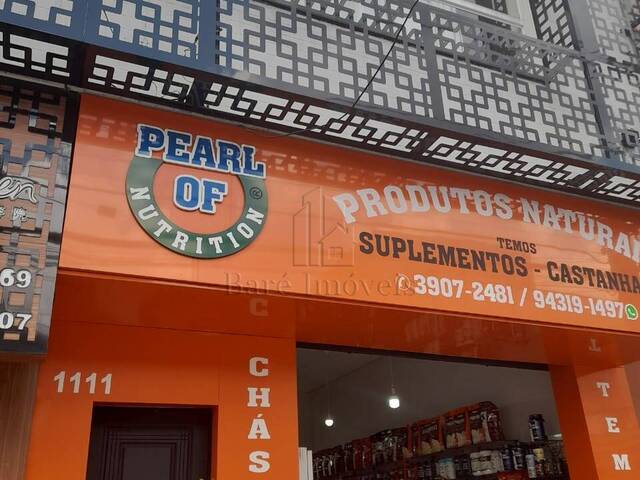 PEARL
OF
NUTRITION
PRODUTOS NATURAI
TEMOS
SUPLEMENTOS - CASTANHA
3907-2481 / 94319-1497
Baré Imóveis
69
07
1111
CHÁS
TEM